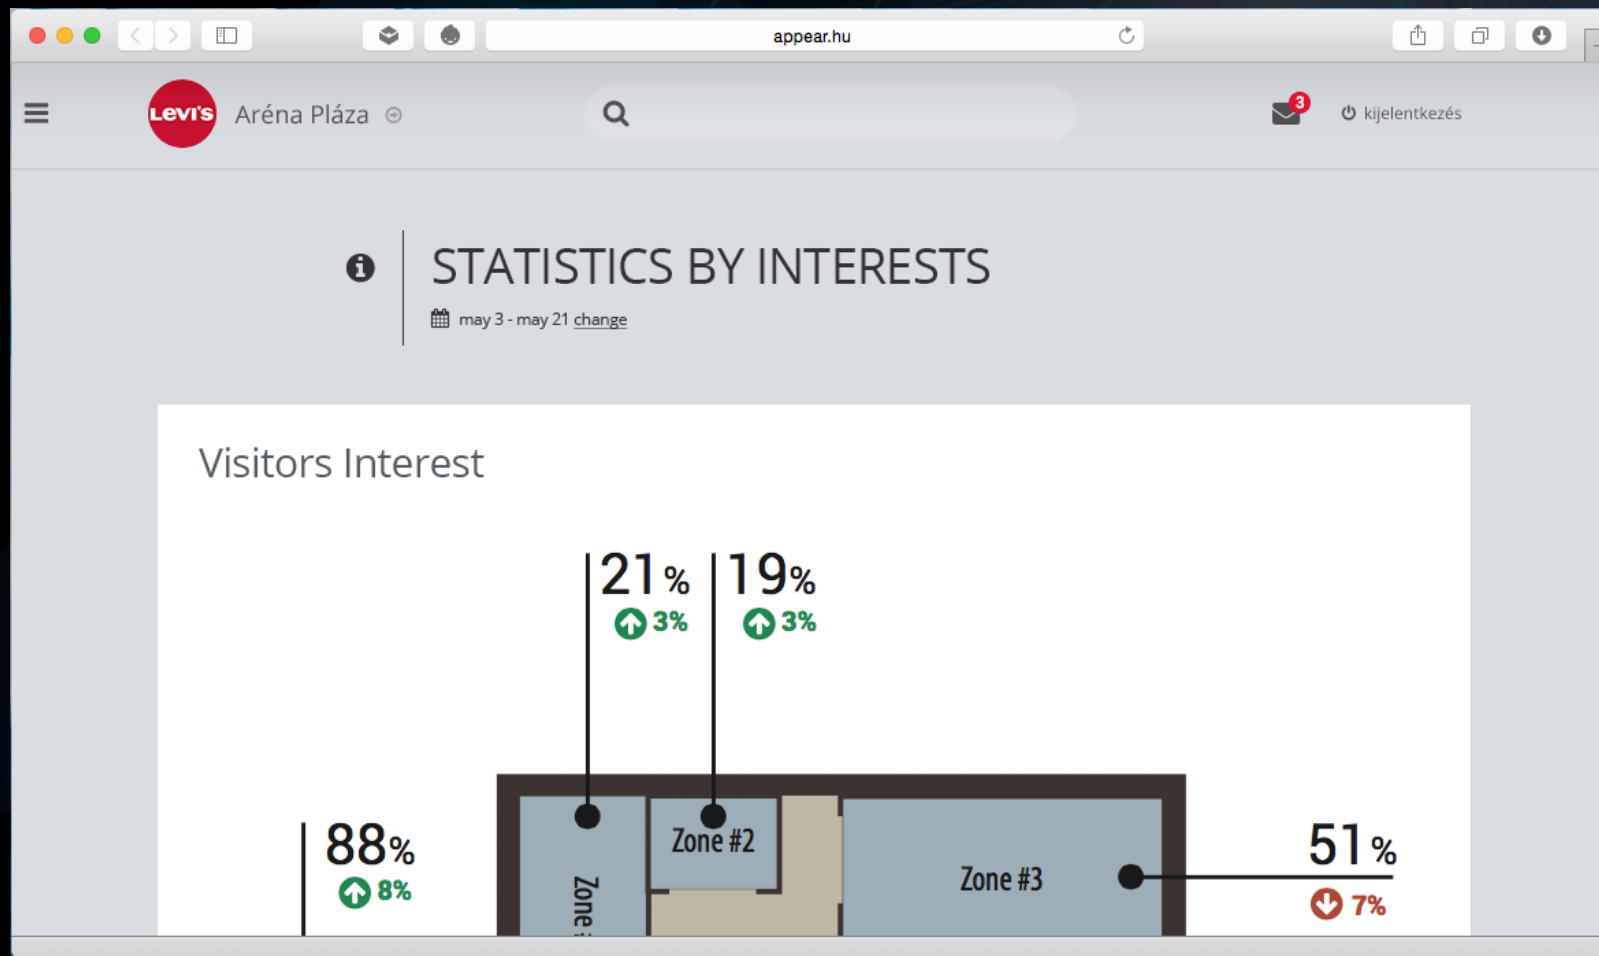 appear.hu
Levi's
Aréna Pláza
3
kijelentkezés
STATISTICS BY INTERESTS
may 3 - may 21 change
Visitors Interest
21%
3%
19%
3%
88%
8%
51%
7%
Zone
Zone #2
Zone #3